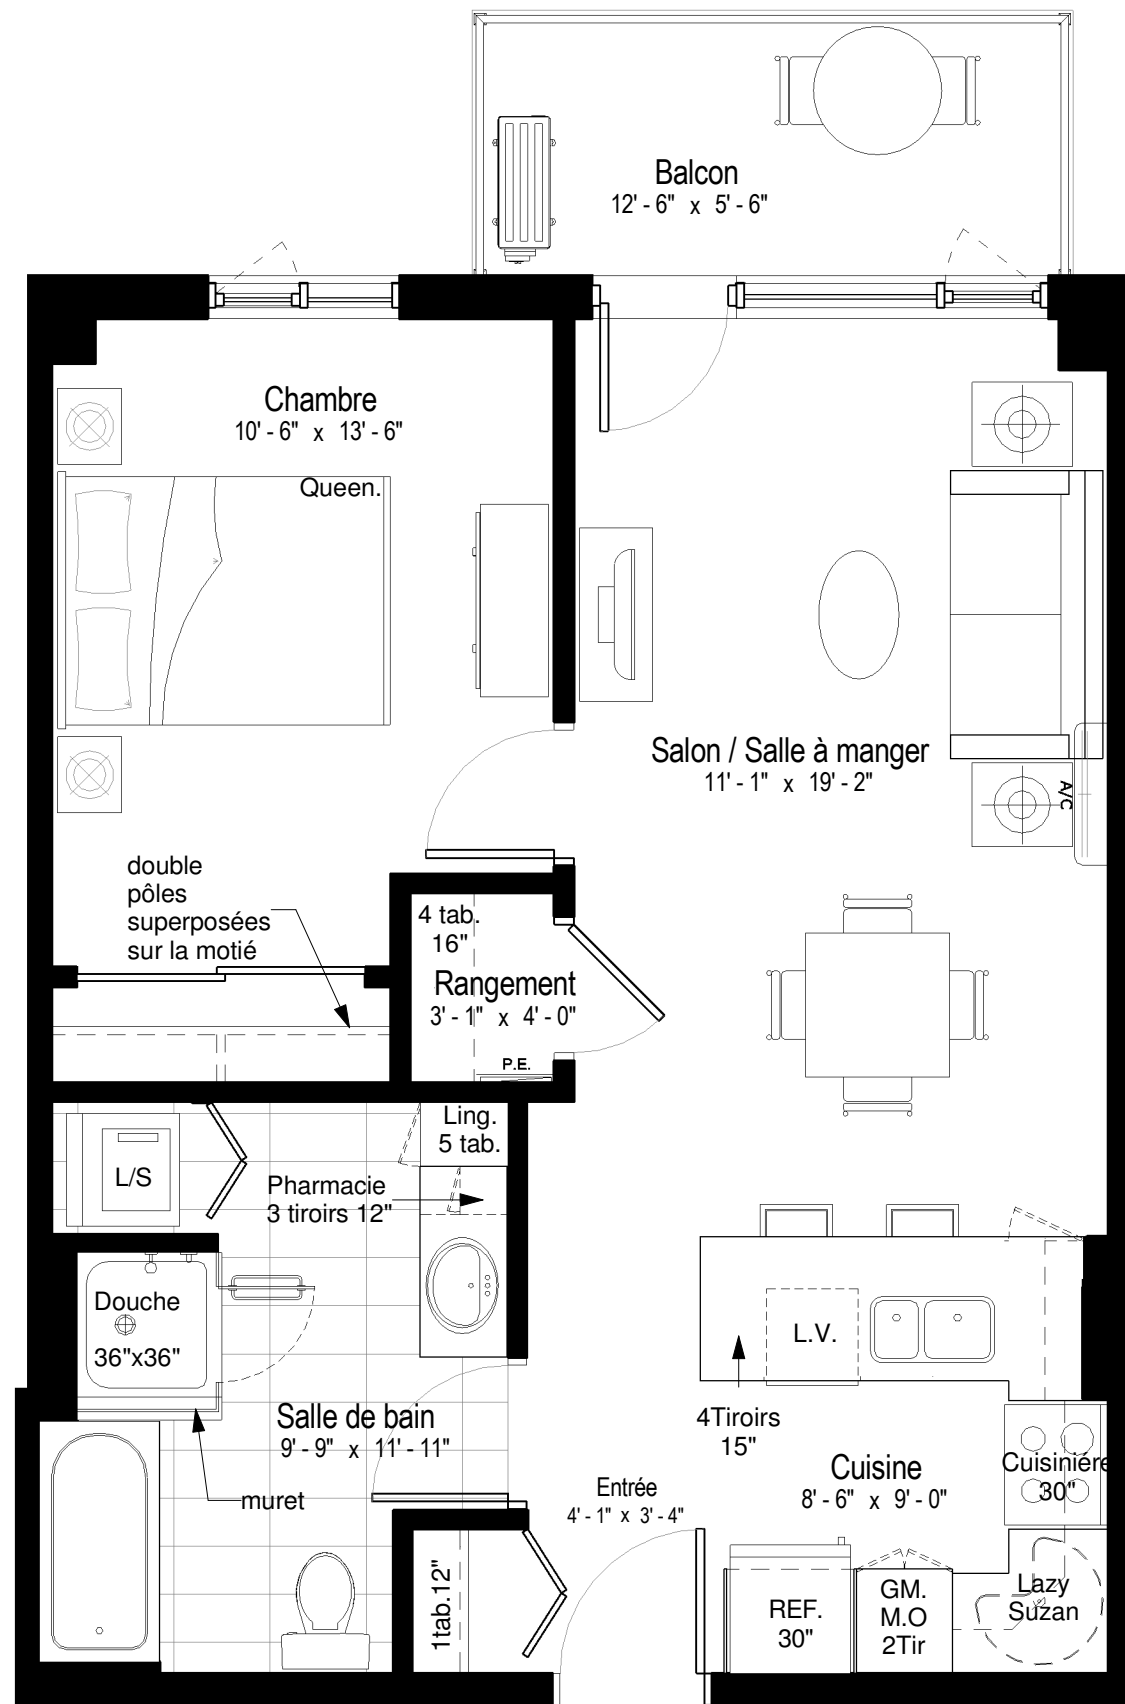 Balcon
12' - 6" x 5' - 6"
Chambre
10' - 6" x 13' - 6"
Queen.
Salon / Salle à manger
11' - 1" x 19' - 2"
A/C
double
pôles
superposées
sur la motié
4 tab.
16"
Rangement
3' - 1" x 4' - 0"
P.E.
Ling.
5 tab.
L/S
Pharmacie
3 tiroirs 12"
Douche
36"x36"
L.V.
Salle de bain
9' - 9" x 11' - 11"
muret
4Tiroirs
15"
Cuisine
8' - 6" x 9' - 0"
Cuisiniére
30"
Entrée
4' - 1" x 3' - 4"
1tab.12"
REF.
30"
GM.
M.O
2Tir
Lazy
Suzan